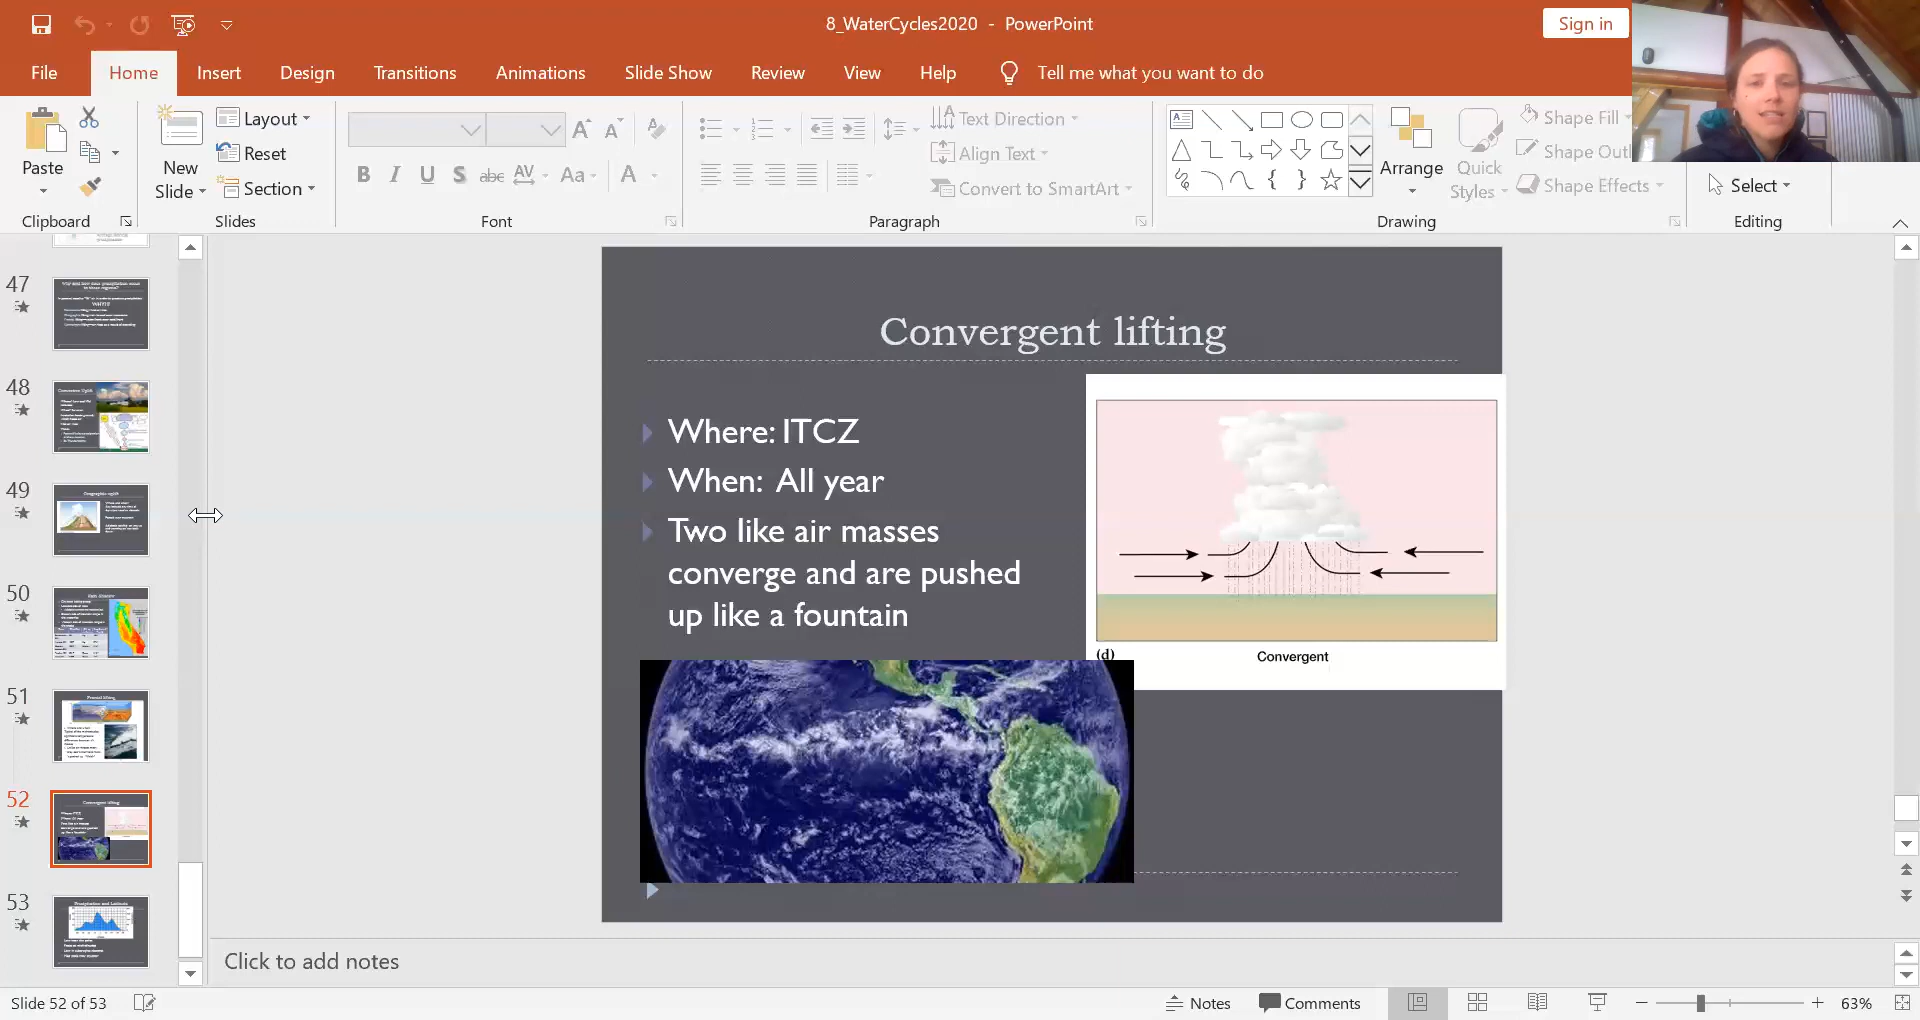 8_WaterCycles2020 - PowerPoint
Sign in
File
Home
Insert
Design
Transitions
Animations
Slide Show
Review
View
Help
Tell me what you want to do
Paste
Clipboard
New
Slide
Layout
Reset
Section
Slides
B I U S abc AV Aa A
Font
Text Direction
Align Text
Convert to SmartArt
Paragraph
Arrange
Quick
Styles
Shape Fill
Shape
Shape Effects
Drawing
Select
Editing
47
48
49
50
51
52
53
Convergent lifting
Where: ITCZ
When: All year
Two like air masses
converge and are pushed
up like a fountain
(d)
Convergent
Click to add notes
Slide 52 of 53
Notes
Comments
63%